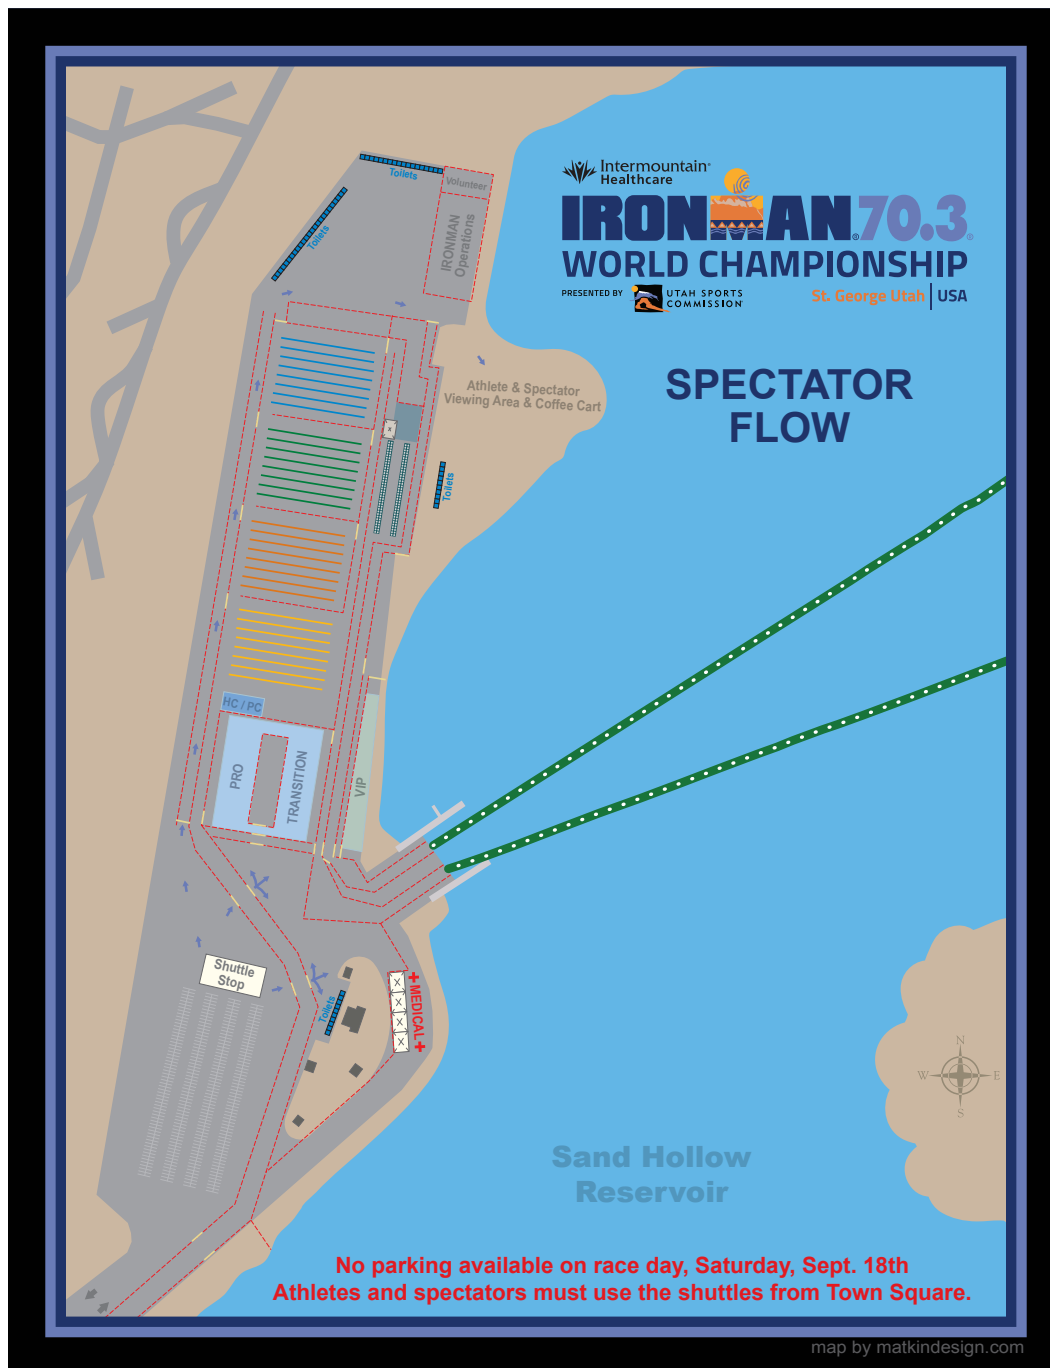 Intermountain®
Healthcare
IRONMAN® 70.3®
WORLD CHAMPIONSHIP
PRESENTED BY
UTAH SPORTS
COMMISSION
St. George Utah | USA
SPECTATOR
FLOW
Toilets
Volunteer
IRONMAN
Operations
Toilets
Athlete & Spectator
Viewing Area & Coffee Cart
Toilets
HC / PC
PRO
TRANSITION
VIP
Shuttle
Stop
Toilets
+MEDICAL+
N
W
E
S
Sand Hollow
Reservoir
No parking available on race day, Saturday, Sept. 18th
Athletes and spectators must use the shuttles from Town Square.
map by matkindesign.com